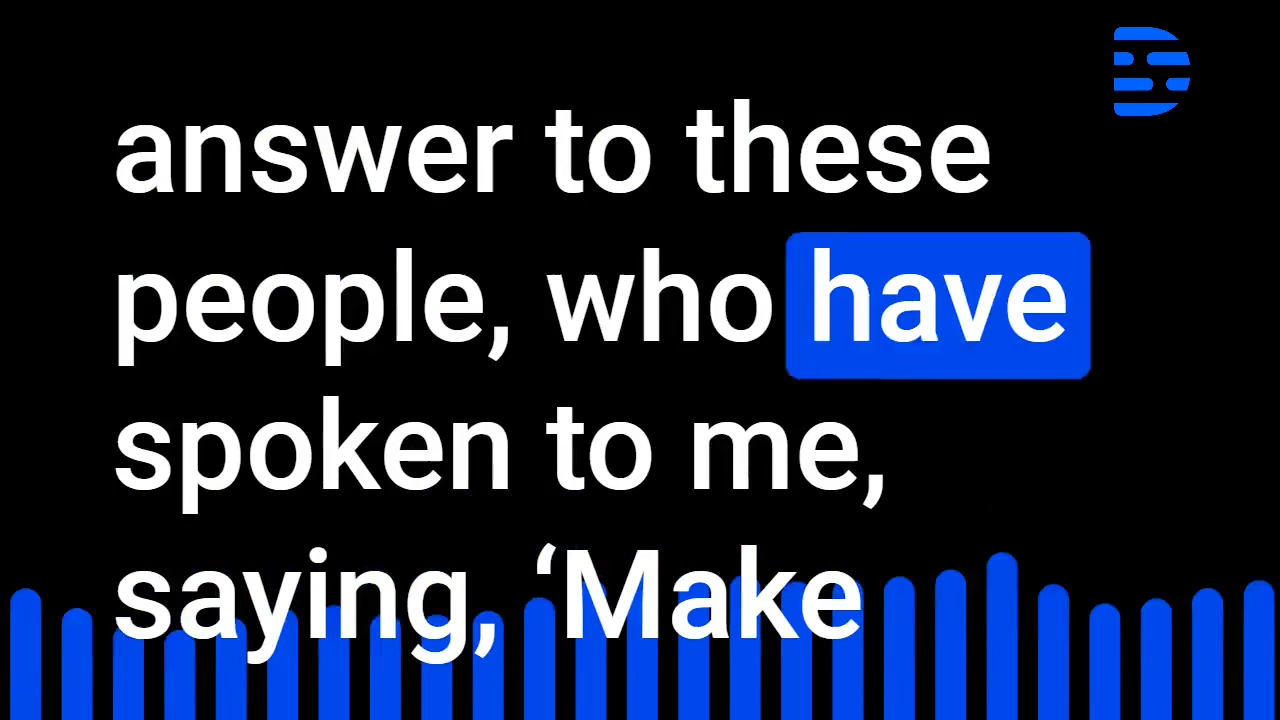 answer to these
people, who have
spoken to me,
saying, ‘Make